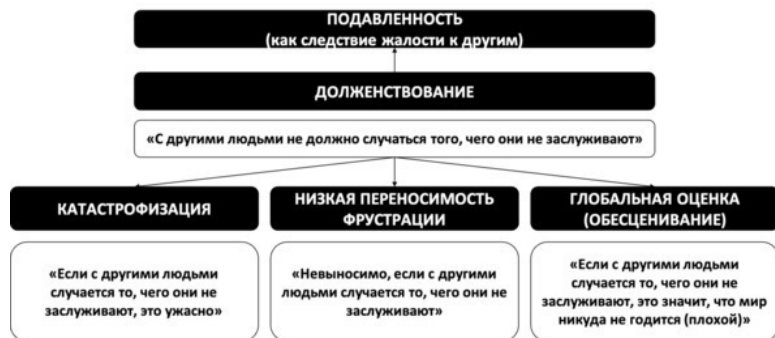 ПОДАВЛЕННОСТЬ
(как следствие жалости к другим)
ДОЛЖЕНСТВОВАНИЕ
«С другими людьми не должно случаться того, чего они не заслуживают»
КАТАСТРОФИЗАЦИЯ
«Если с другими людьми
случается то, чего они не
заслуживают, это ужасно»
НИЗКАЯ ПЕРЕНОСИМОСТЬ
ФРУСТРАЦИИ
«Невыносимо, если с другими
людьми случается то, чего они не
заслуживают»
ГЛОБАЛЬНАЯ ОЦЕНКА
(ОБЕСЦЕНИВАНИЕ)
«Если с другими людьми
случается то, чего они не
заслуживают, это значит, что мир
никуда не годится (плохой)»